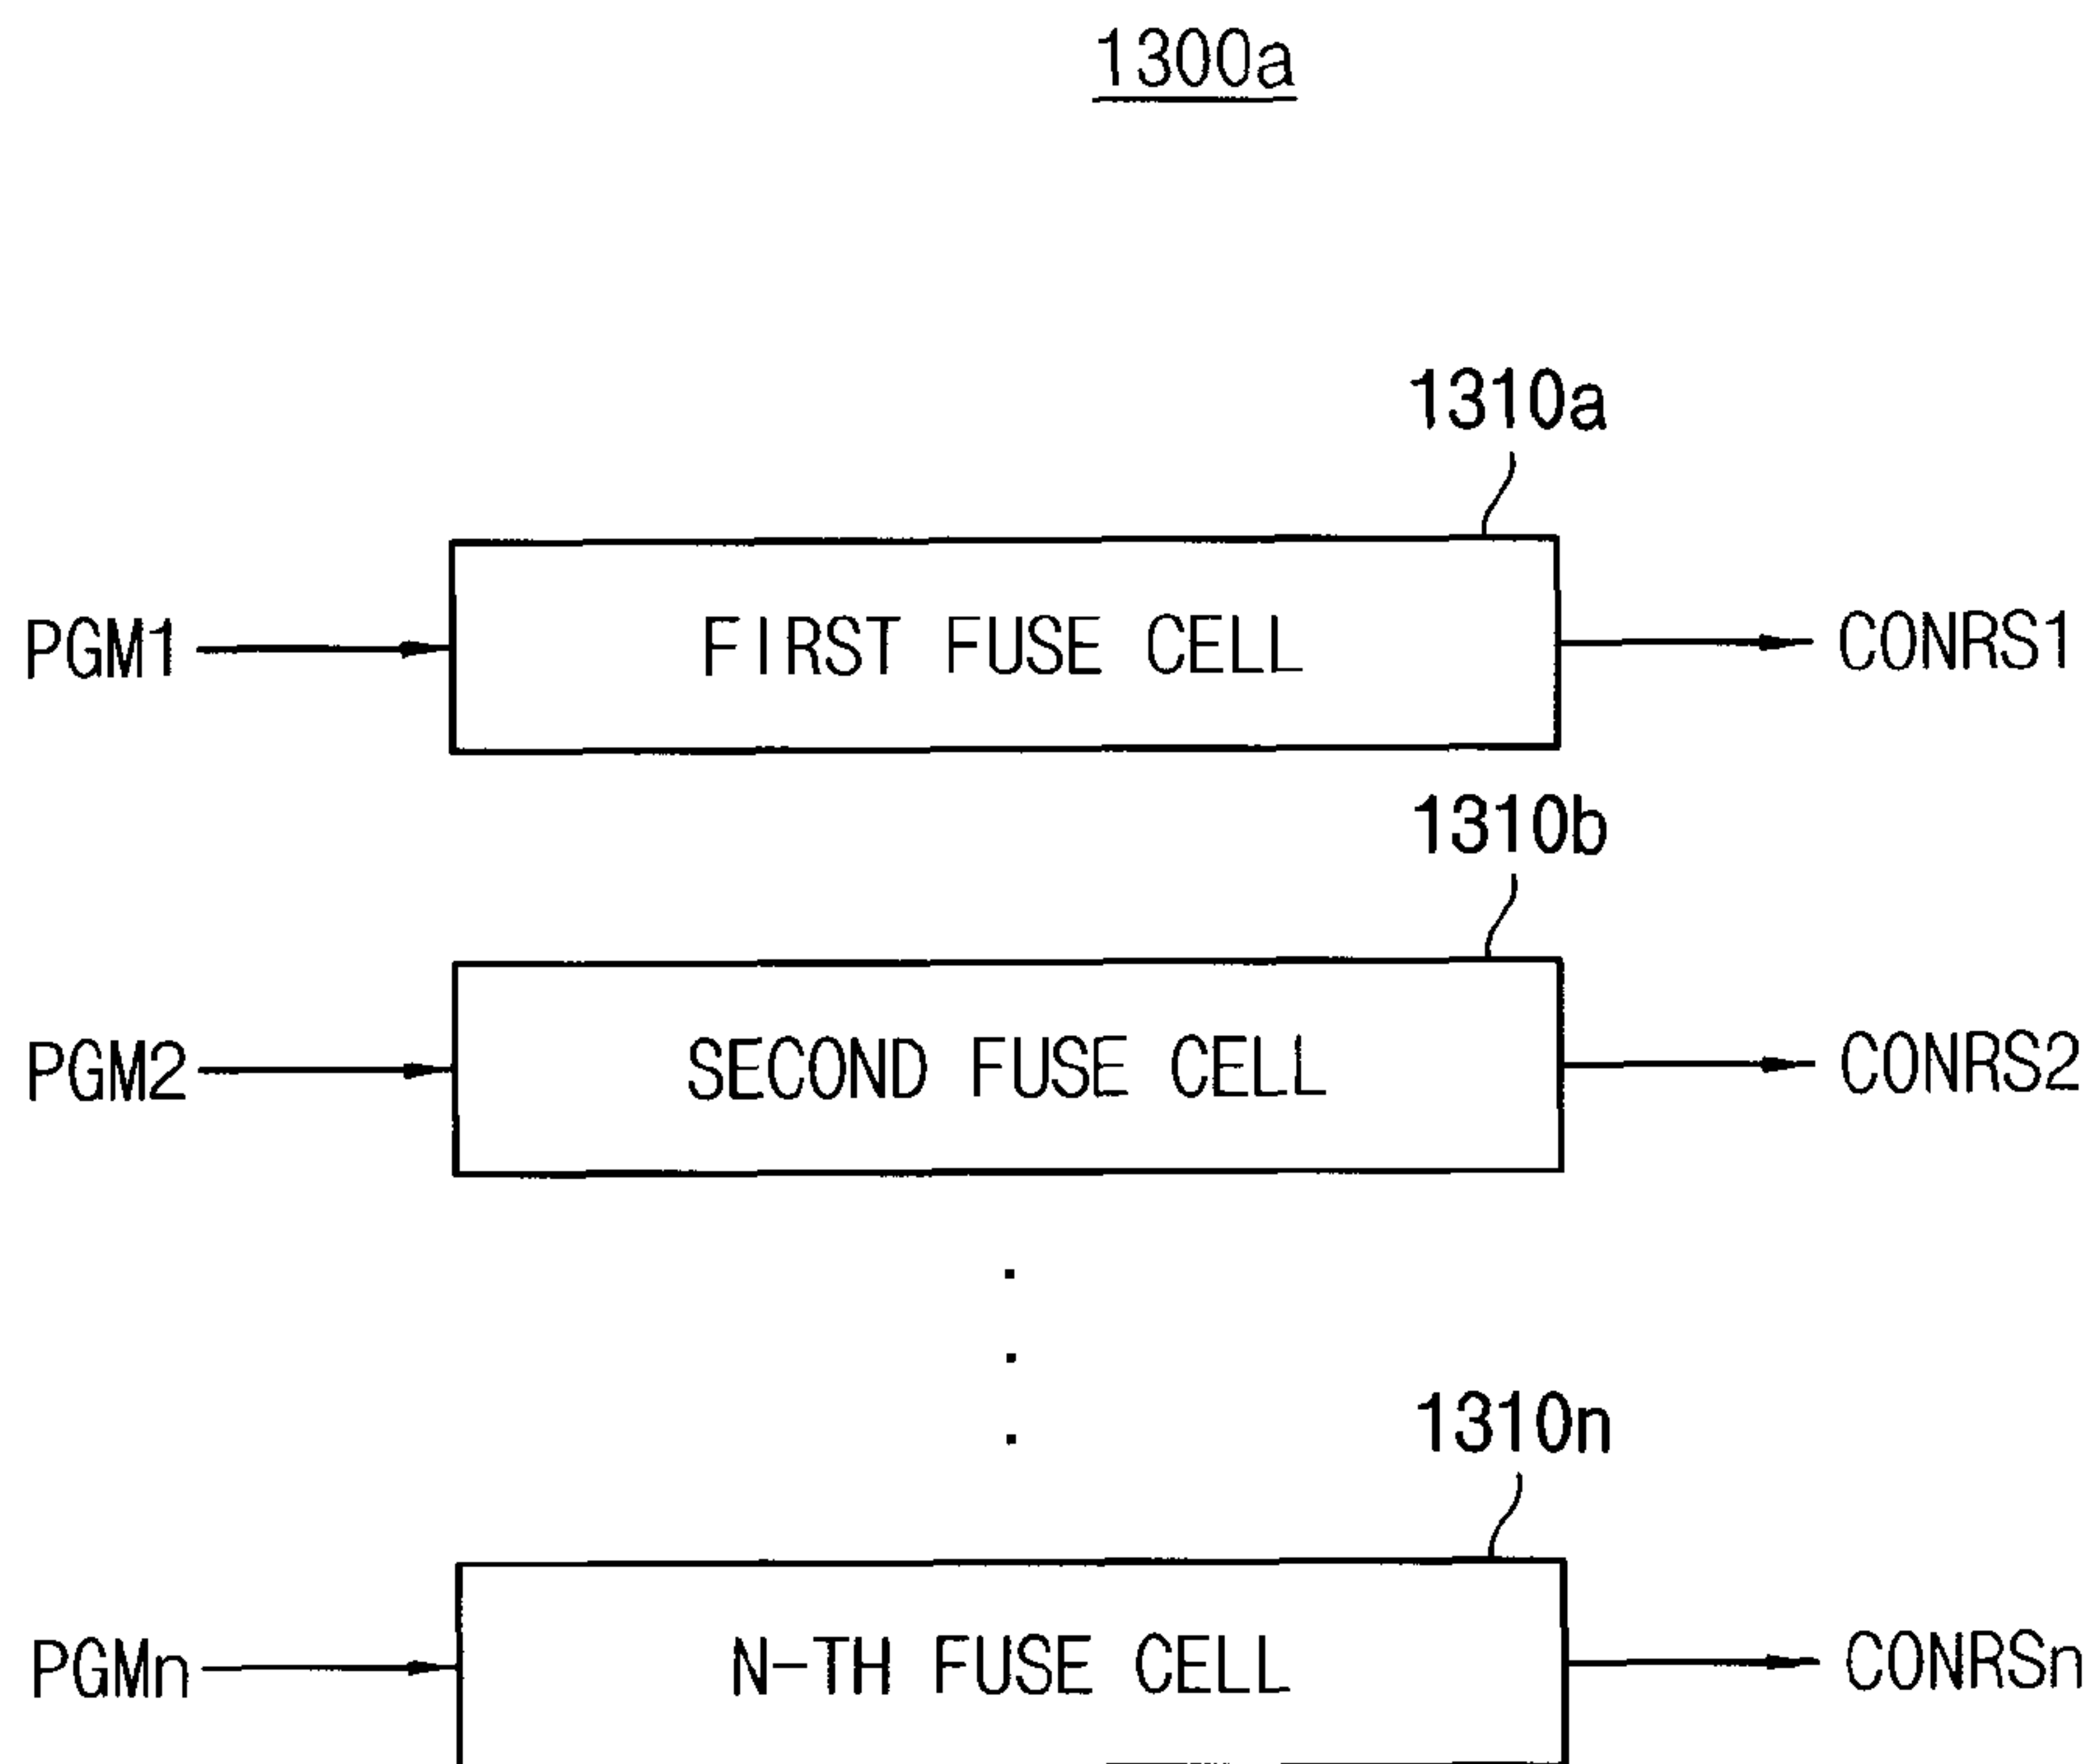 1300a
1310a
PGM1 FIRST FUSE CELL CONRS1
1310b
PGM2 SECOND FUSE CELL CONRS2
1310n
PGMn N-TH FUSE CELL CONRSn